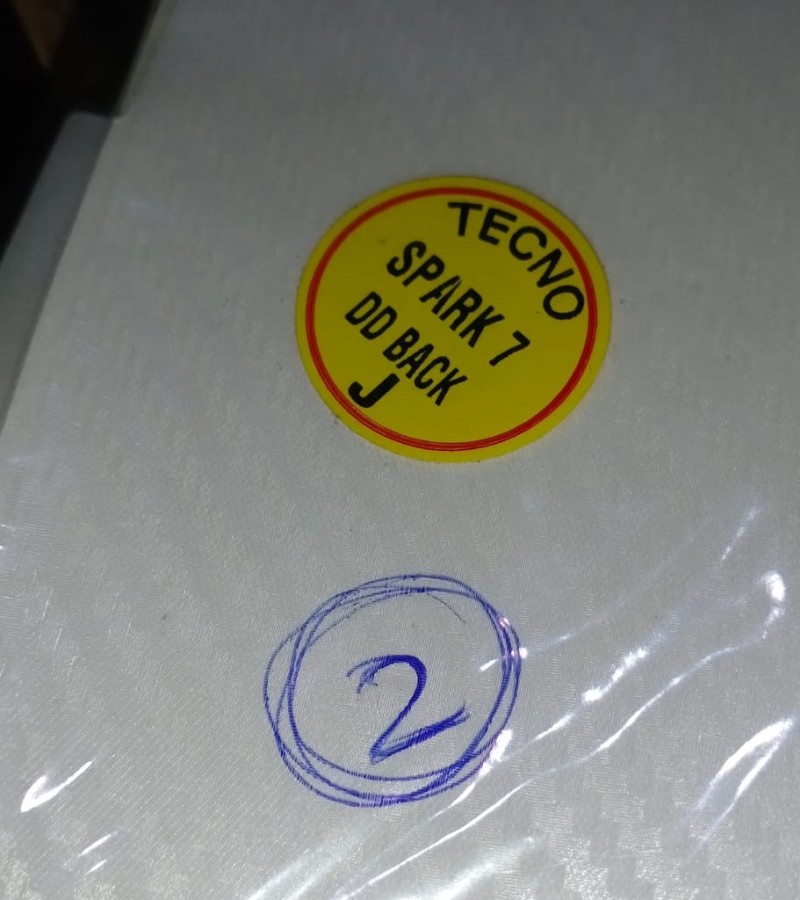 TECNO
SPARK 7
DD BACK
J
2